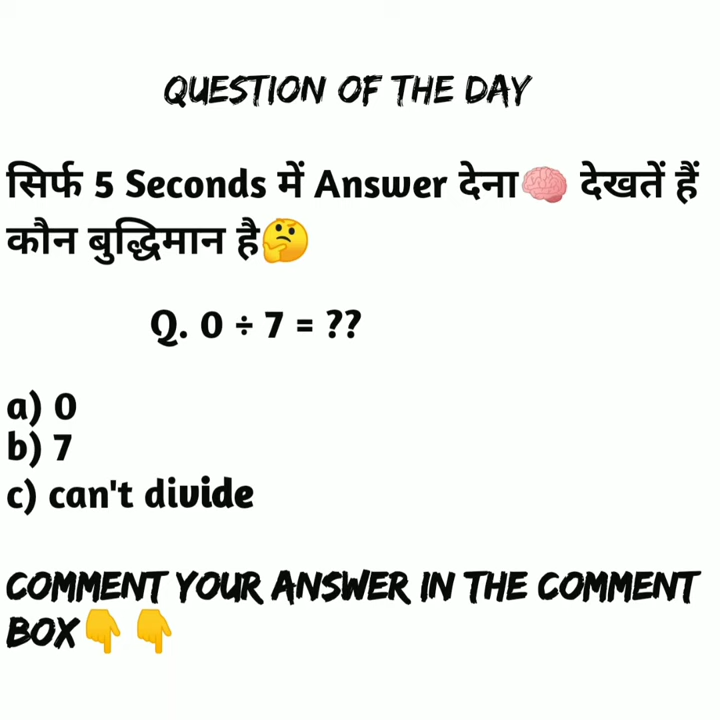 QUESTION OF THE DAY
सिर्फ 5 Seconds में Answer देना🧠 देखतें हैं
कौन बुद्धिमान है🤔
Q. 0 ÷ 7 = ??
a) 0
b) 7
c) can't divide
COMMENT YOUR ANSWER IN THE COMMENT
BOX👇👇